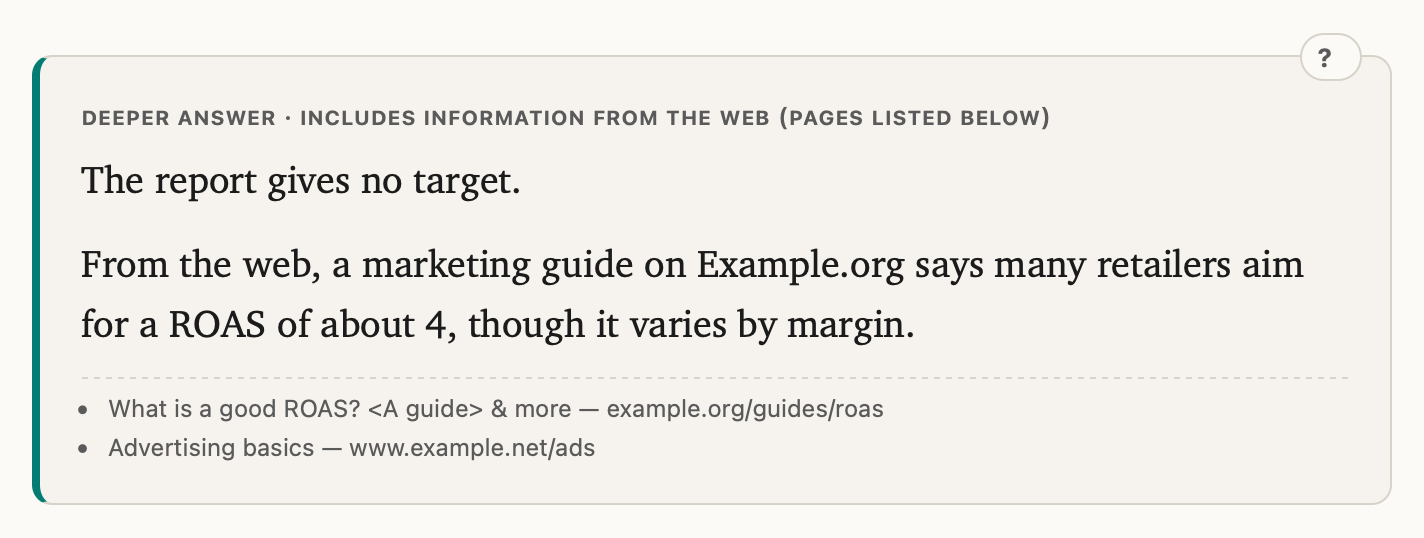 ?
DEEPER ANSWER · INCLUDES INFORMATION FROM THE WEB (PAGES LISTED BELOW)
The report gives no target.
From the web, a marketing guide on Example.org says many retailers aim
for a ROAS of about 4, though it varies by margin.
• What is a good ROAS? <A guide> & more — example.org/guides/roas
• Advertising basics — www.example.net/ads